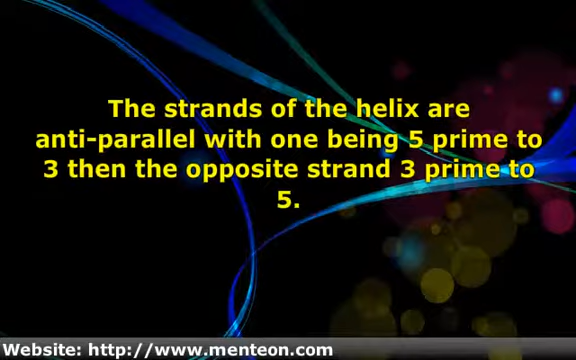 The strands of the helix are
anti-parallel with one being 5 prime to
3 then the opposite strand 3 prime to
5.
Website: http://www.menteon.com